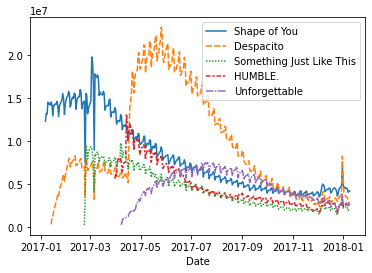 1e7
Shape of You
Despacito
Something Just Like This
HUMBLE.
Unforgettable
2.0
1.5
1.0
0.5
0.0
2017-01 2017-03 2017-05 2017-07 2017-09 2017-11 2018-01
Date